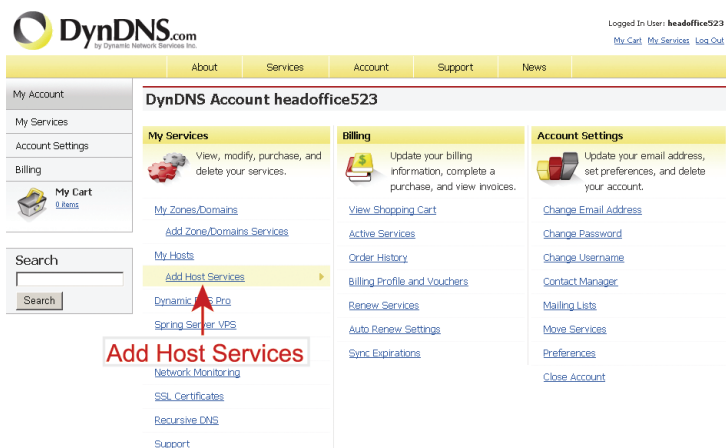 DynDNS.com
by Dynamic Network Services Inc.
Logged In User: headoffice523
My Cart My Services Log Out
About Services Account Support News
My Account
My Services
Account Settings
Billing
My Cart
0 items
Search
Search
DynDNS Account headoffice523
My Services
View, modify, purchase, and
delete your services.
My Zones/Domains
Add Zone/Domains Services
My Hosts
Add Host Services
Dynamic Pro
Spring Server VPS
Add Host Services
Network Monitoring
SSL Certificates
Recursive DNS
Support
Billing
Update your billing
information, complete a
purchase, and view invoices.
View Shopping Cart
Active Services
Order History
Billing Profile and Vouchers
Renew Services
Auto Renew Settings
Sync Expirations
Account Settings
Update your email address,
set preferences, and delete
your account.
Change Email Address
Change Password
Change Username
Contact Manager
Mailing Lists
Move Services
Preferences
Close Account